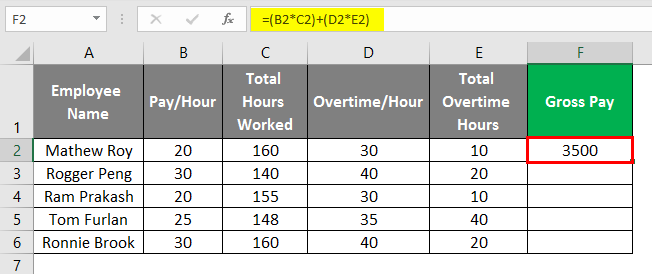 F2 fx =(B2*C2)+(D2*E2)
A B C D E F
1 Employee Name Pay/Hour Total Hours Worked Overtime/Hour Total Overtime Hours Gross Pay
2 Mathew Roy 20 160 30 10 3500
3 Rogger Peng 30 140 40 20
4 Ram Prakash 20 155 30 10
5 Tom Furlan 25 148 35 40
6 Ronnie Brook 30 160 40 20
7